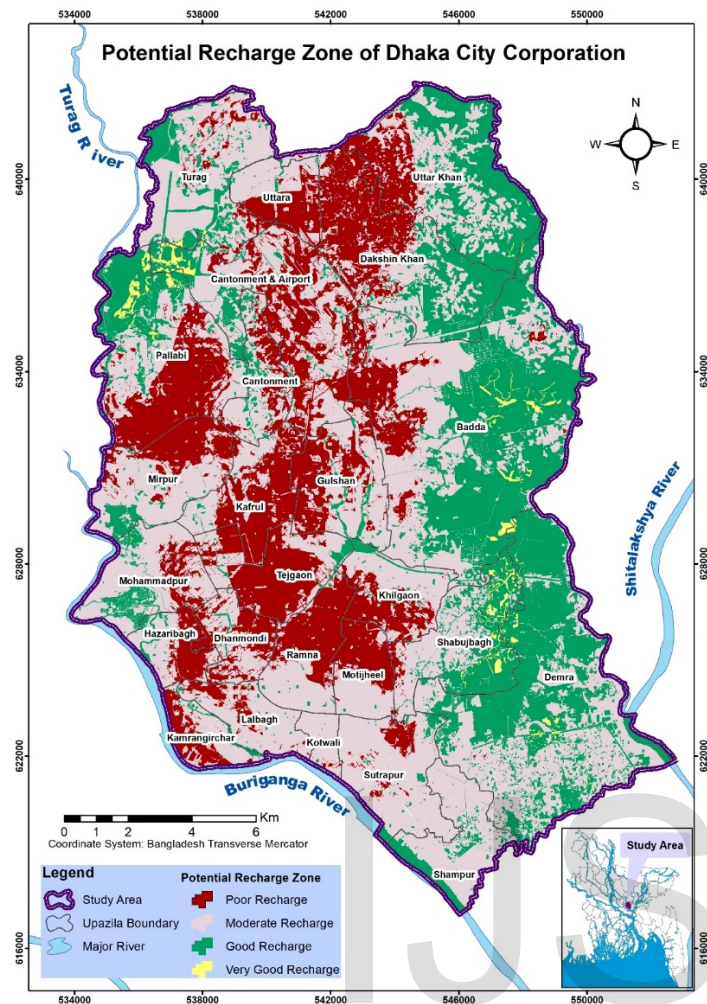 534000 538000 542000 546000 550000
Potential Recharge Zone of Dhaka City Corporation
Turag River
N
W E
S
640000 640000
Turag
Uttar Khan
Uttara
Dakshin Khan
Cantonment & Airport
634000 634000
Pallabi
Cantonment
Badda
Mirpur
Gulshan
Kafrul
Shitalakshya River
628000 628000
Mohammadpur
Tejgaon
Khilgaon
Hazaribagh
Dhanmondi
Shabujbagh
Ramna
Motijheel
Demra
Lalbagh
Kamrangirchar
Kotwali
622000 622000
Sutrapur
Buriganga River
0 1 2 4 6 Km
Coordinate System: Bangladesh Transverse Mercator
Shampur
Study Area
Legend
Study Area
Upazila Boundary
Major River
Potential Recharge Zone
Poor Recharge
Moderate Recharge
Good Recharge
Very Good Recharge
616000 616000
IJS
534000 538000 542000 546000 550000